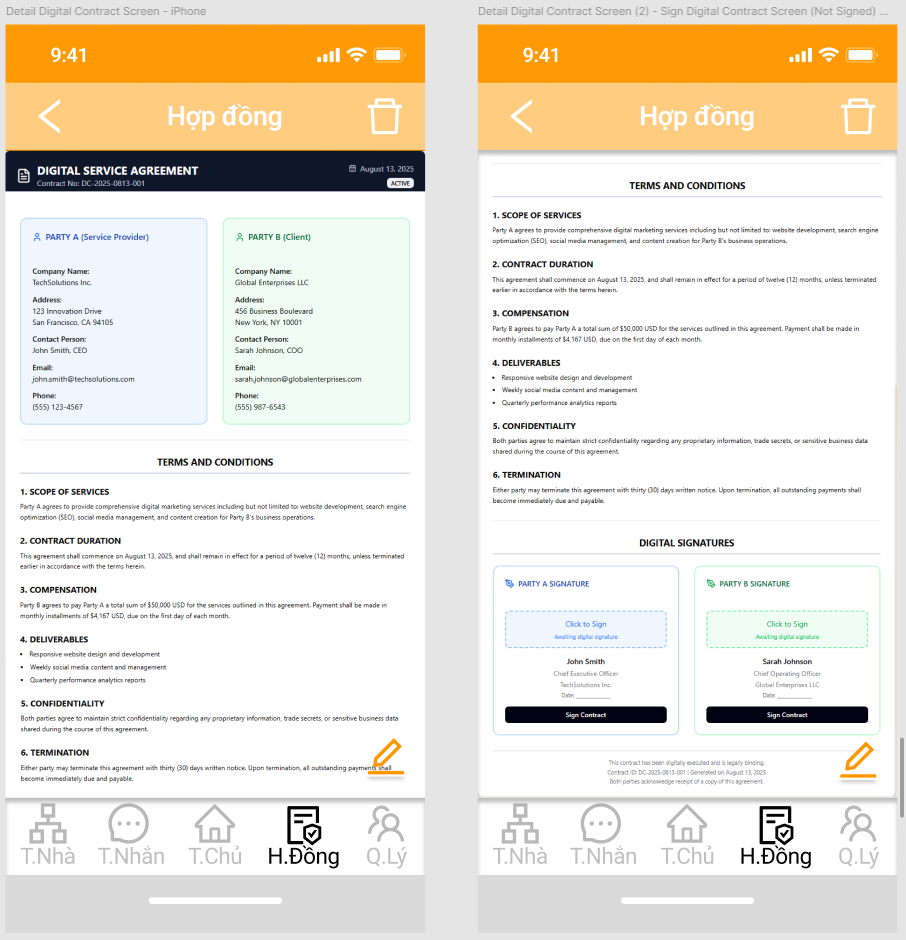 Detail Digital Contract Screen - iPhone
9:41
Hợp đồng
DIGITAL SERVICE AGREEMENT
Contract No: DC-2025-0813-001
August 13, 2025
ACTIVE
PARTY A (Service Provider)
Company Name:
TechSolutions Inc.
Address:
123 Innovation Drive
San Francisco, CA 94105
Contact Person:
John Smith, CEO
Email:
john.smith@techsolutions.com
Phone:
(555) 123-4567
PARTY B (Client)
Company Name:
Global Enterprises LLC
Address:
456 Business Boulevard
New York, NY 10001
Contact Person:
Sarah Johnson, COO
Email:
sarah.johnson@globalenterprises.com
Phone:
(555) 987-6543
TERMS AND CONDITIONS
1. SCOPE OF SERVICES
Party A agrees to provide comprehensive digital marketing services including but not limited to: website development, search engine
optimization (SEO), social media management, and content creation for Party B's business operations.
2. CONTRACT DURATION
This agreement shall commence on August 13, 2025, and shall remain in effect for a period of twelve (12) months, unless terminated
earlier in accordance with the terms herein.
3. COMPENSATION
Party B agrees to pay Party A a total sum of $50,000 USD for the services outlined in this agreement. Payment shall be made in
monthly installments of $4,167 USD, due on the first day of each month.
4. DELIVERABLES
• Responsive website design and development
• Weekly social media content and management
• Quarterly performance analytics reports
5. CONFIDENTIALITY
Both parties agree to maintain strict confidentiality regarding any proprietary information, trade secrets, or sensitive business data
shared during the course of this agreement.
6. TERMINATION
Either party may terminate this agreement with thirty (30) days written notice. Upon termination, all outstanding payments shall
become immediately due and payable.
T.Nhà
T.Nhắn
T.Chủ
H.Đồng
Q.Lý
Detail Digital Contract Screen (2) - Sign Digital Contract Screen (Not Signed) ...
9:41
Hợp đồng
TERMS AND CONDITIONS
1. SCOPE OF SERVICES
Party A agrees to provide comprehensive digital marketing services including but not limited to: website development, search engine
optimization (SEO), social media management, and content creation for Party B's business operations.
2. CONTRACT DURATION
This agreement shall commence on August 13, 2025, and shall remain in effect for a period of twelve (12) months, unless terminated
earlier in accordance with the terms herein.
3. COMPENSATION
Party B agrees to pay Party A a total sum of $50,000 USD for the services outlined in this agreement. Payment shall be made in
monthly installments of $4,167 USD, due on the first day of each month.
4. DELIVERABLES
• Responsive website design and development
• Weekly social media content and management
• Quarterly performance analytics reports
5. CONFIDENTIALITY
Both parties agree to maintain strict confidentiality regarding any proprietary information, trade secrets, or sensitive business data
shared during the course of this agreement.
6. TERMINATION
Either party may terminate this agreement with thirty (30) days written notice. Upon termination, all outstanding payments shall
become immediately due and payable.
DIGITAL SIGNATURES
PARTY A SIGNATURE
Click to Sign
Awaiting digital signature
John Smith
Chief Executive Officer
TechSolutions Inc.
Date: ____________
Sign Contract
PARTY B SIGNATURE
Click to Sign
Awaiting digital signature
Sarah Johnson
Chief Operating Officer
Global Enterprises LLC
Date: ____________
Sign Contract
This contract has been digitally executed and is legally binding.
Contract ID: DC-2025-0813-001 | Generated on August 13, 2025
Both parties acknowledge receipt of a copy of this agreement.
T.Nhà
T.Nhắn
T.Chủ
H.Đồng
Q.Lý